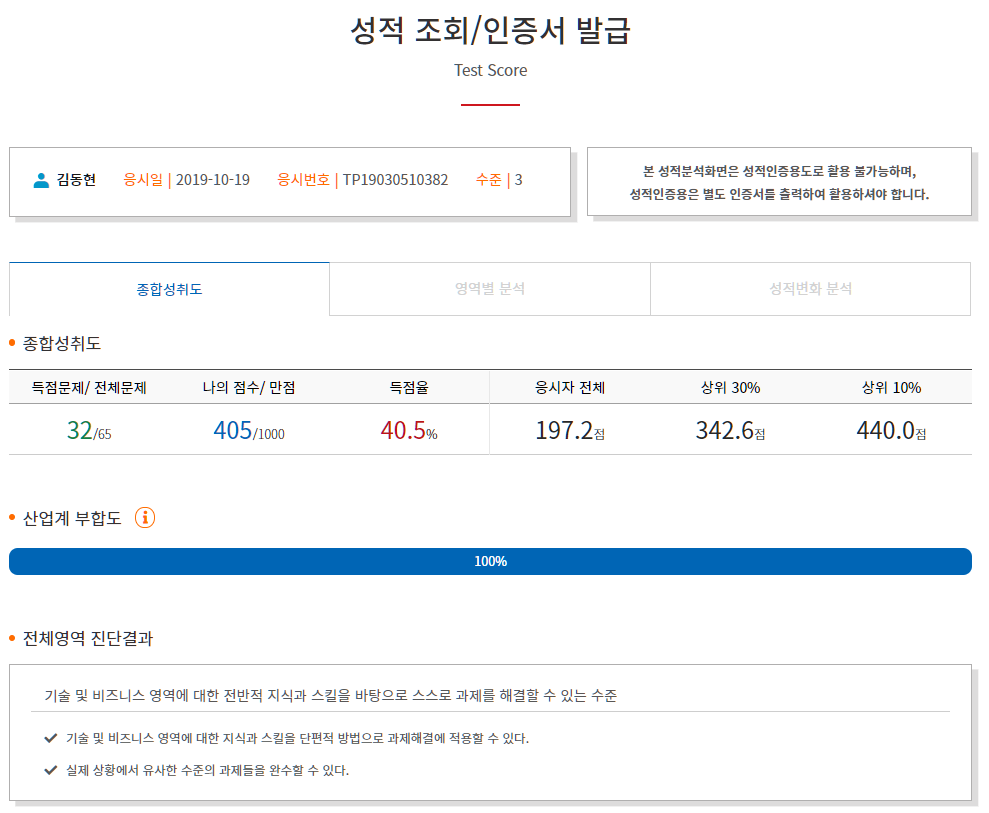 성적 조회/인증서 발급
Test Score
김동현 응시일 | 2019-10-19 응시번호 | TP19030510382 수준 | 3
본 성적분석화면은 성적인증용도로 활용 불가능하며,
성적인증용은 별도 인증서를 출력하여 활용하셔야 합니다.
종합성취도 영역별 분석 성적변화 분석
종합성취도
득점문제/ 전체문제 나의 점수/ 만점 득점율 응시자 전체 상위 30% 상위 10%
32/65 405/1000 40.5% 197.2점 342.6점 440.0점
산업계 부합도
100%
전체영역 진단결과
기술 및 비즈니스 영역에 대한 전반적 지식과 스킬을 바탕으로 스스로 과제를 해결할 수 있는 수준
기술 및 비즈니스 영역에 대한 지식과 스킬을 단편적 방법으로 과제해결에 적용할 수 있다.
실제 상황에서 유사한 수준의 과제들을 완수할 수 있다.